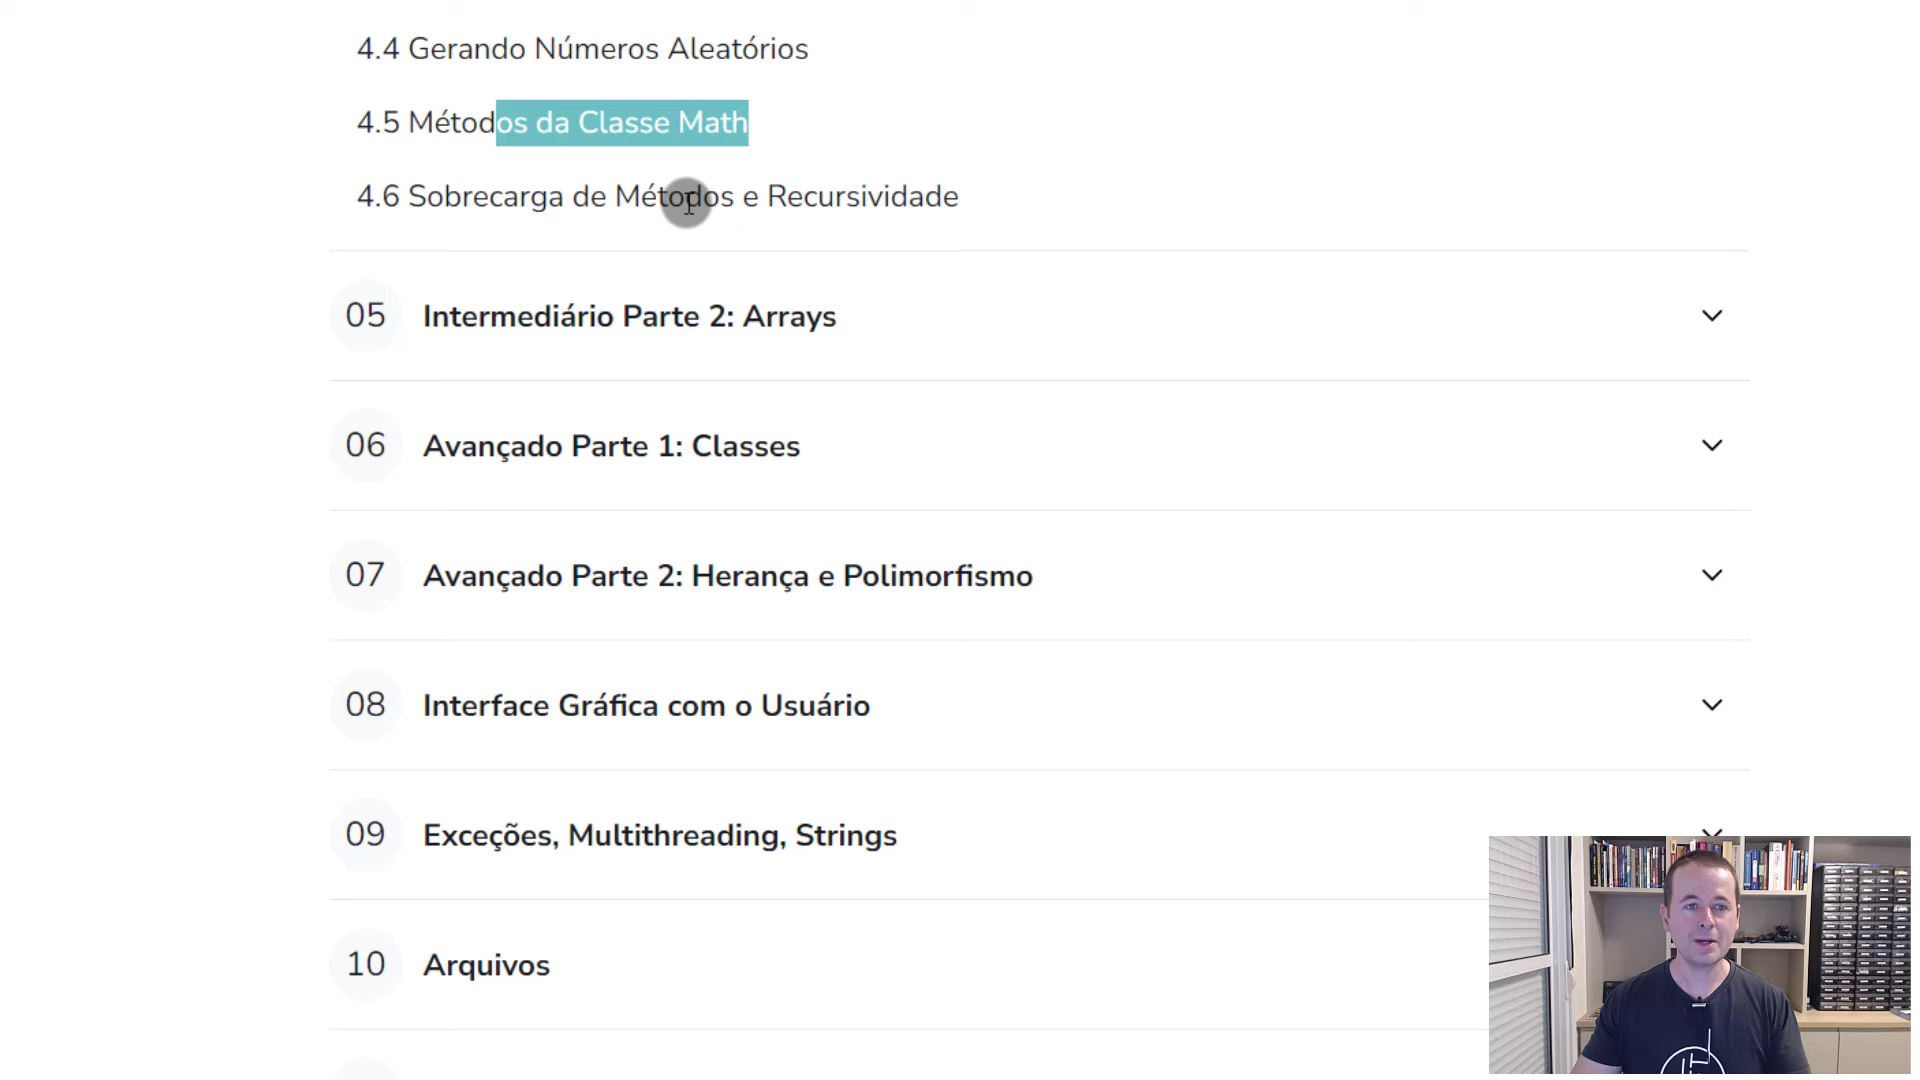 4.4 Gerando Números Aleatórios
4.5 Métodos da Classe Math
4.6 Sobrecarga de Métodos e Recursividade
05 Intermediário Parte 2: Arrays
06 Avançado Parte 1: Classes
07 Avançado Parte 2: Herança e Polimorfismo
08 Interface Gráfica com o Usuário
09 Exceções, Multithreading, Strings
10 Arquivos